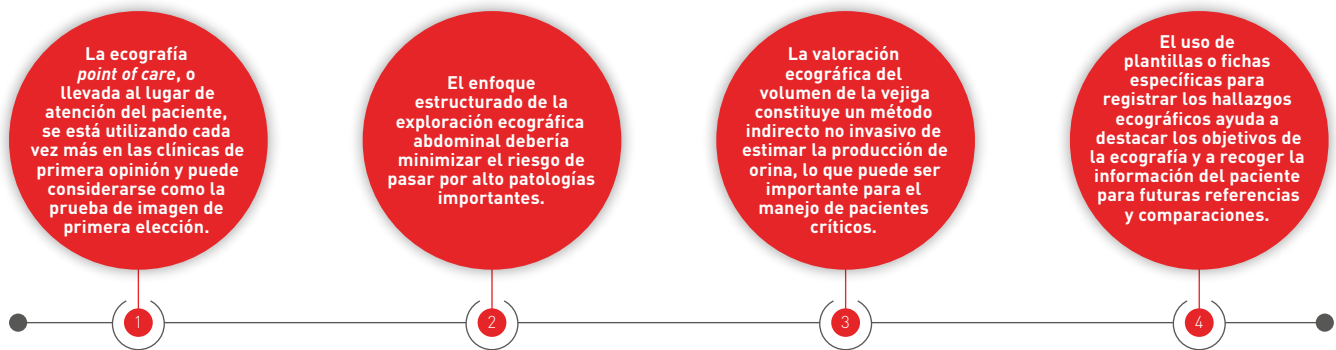 La ecografía
point of care, o
llevada al lugar de
atención del paciente,
se está utilizando cada
vez más en las clínicas de
primera opinión y puede
considerarse como la
prueba de imagen de
primera elección.
1
El enfoque
estructurado de la
exploración ecográfica
abdominal debería
minimizar el riesgo de
pasar por alto patologías
importantes.
2
La valoración
ecográfica del
volumen de la vejiga
constituye un método
indirecto no invasivo de
estimar la producción de
orina, lo que puede ser
importante para el
manejo de pacientes
críticos.
3
El uso de
plantillas o fichas
específicas para
registrar los hallazgos
ecográficos ayuda a
destacar los objetivos de
la ecografía y a recoger la
información del paciente
para futuras referencias
y comparaciones.
4